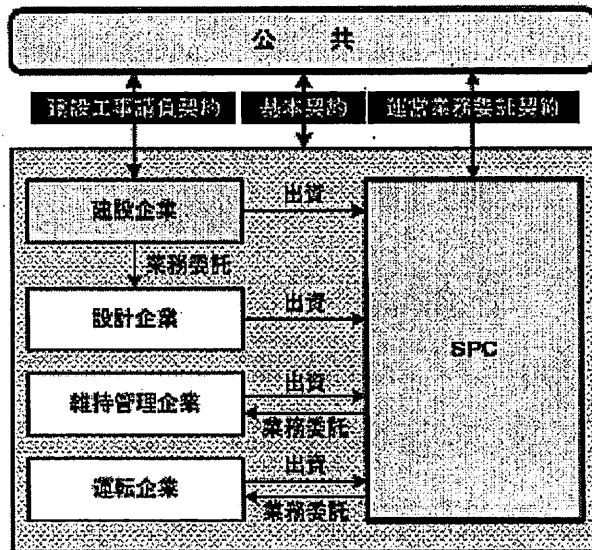 公 共
建設工事請負契約 基本契約 運営業務委託契約
建設企業
出資
業務委託
設計企業
出資
SPC
維持管理企業
出資
業務委託
運転企業
出資
業務委託